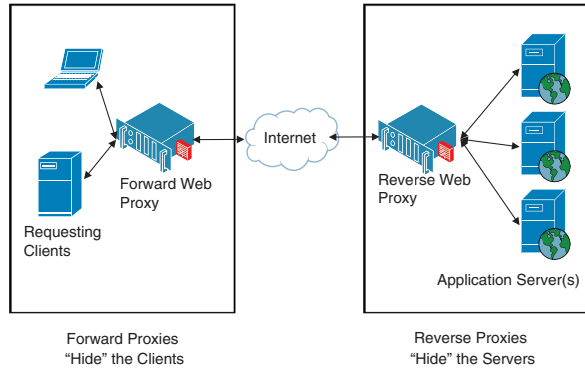 Internet
Forward Web
Proxy
Reverse Web
Proxy
Requesting
Clients
Application Server(s)
Forward Proxies
“Hide” the Clients
Reverse Proxies
“Hide” the Servers